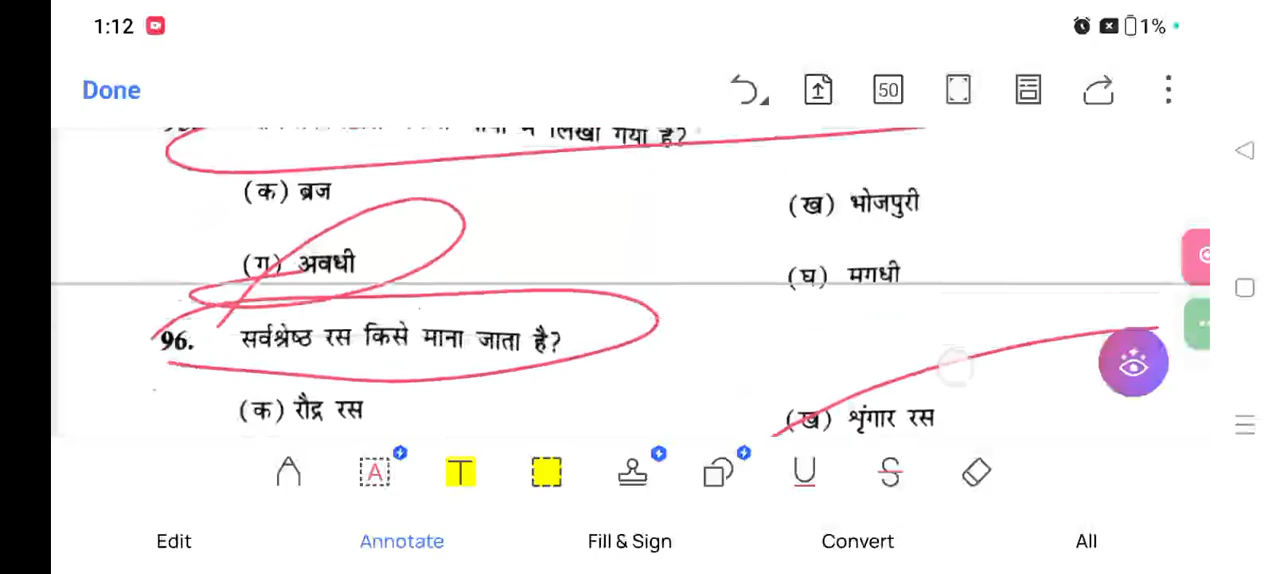 1:12
1%
Done
50
में लिखा गया है?
(क) ब्रज
(ख) भोजपुरी
(ग) अवधी
(घ) मगधी
96. सर्वश्रेष्ठ रस किसे माना जाता है?
(क) रौद्र रस
(ख) शृंगार रस
A T U S
Edit Annotate Fill & Sign Convert All